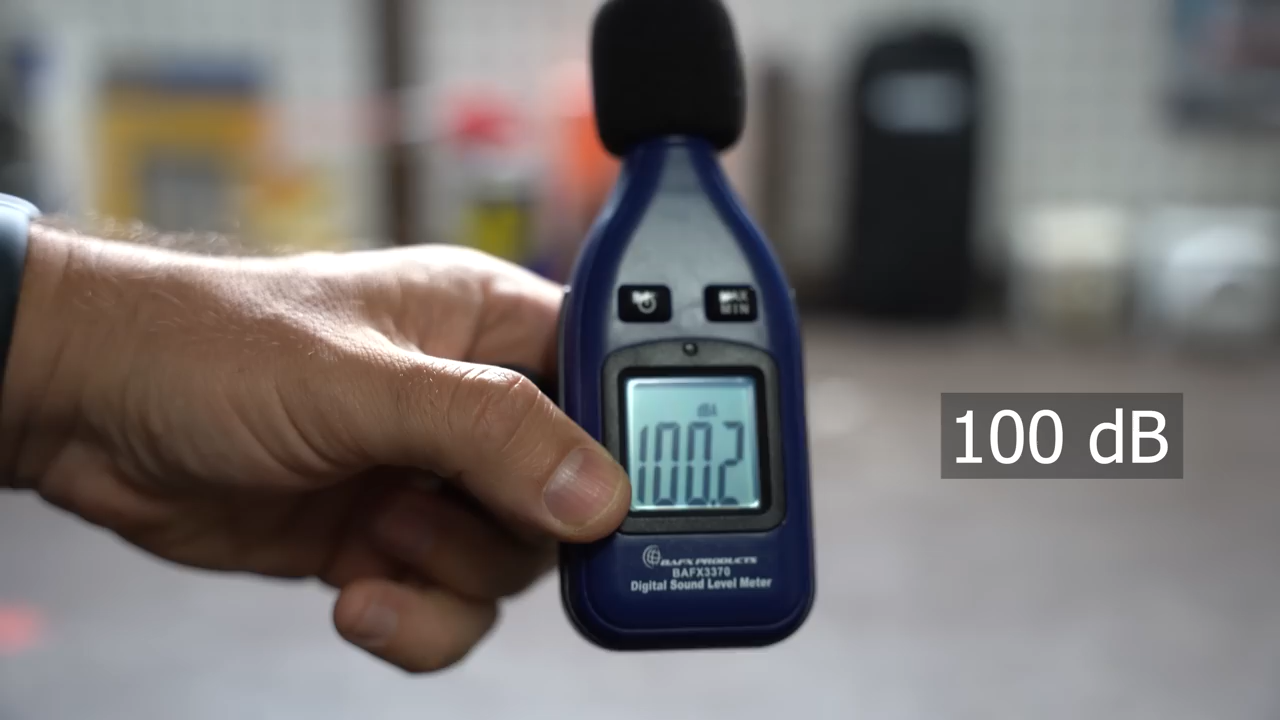 MAX
MIN
dBA
100.2
100 dB
BAFX PRODUCTS
BAFX3370
Digital Sound Level Meter